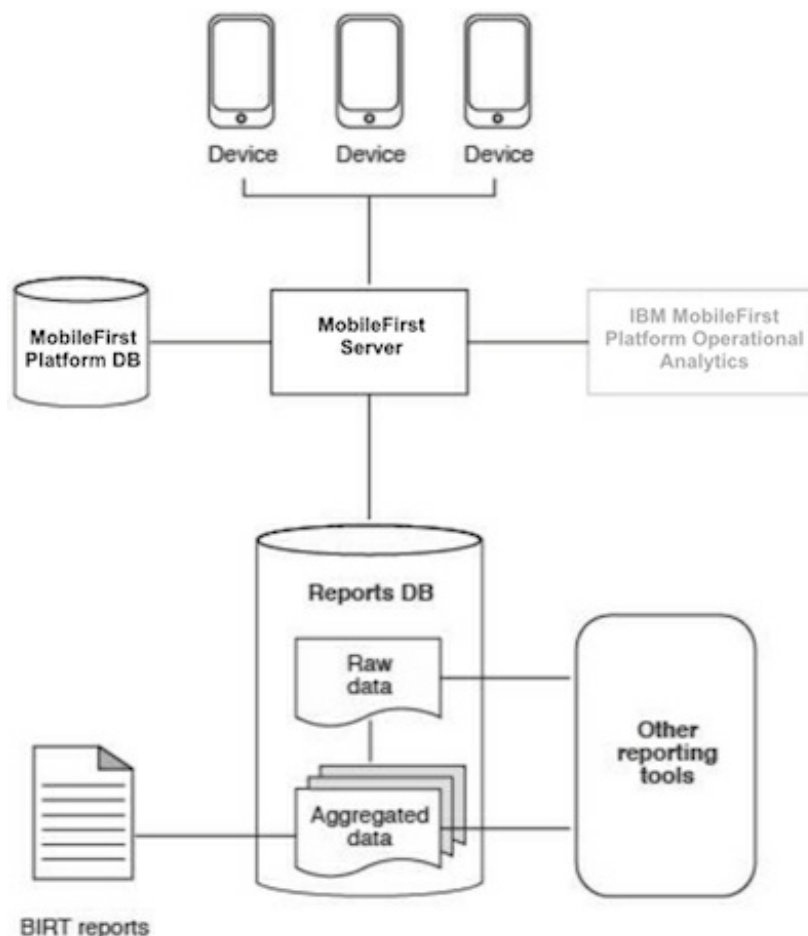 Device
Device
Device
MobileFirst
Platform DB
MobileFirst
Server
IBM MobileFirst
Platform Operational
Analytics
Reports DB
Raw
data
Other
reporting
tools
Aggregated
data
BIRT reports